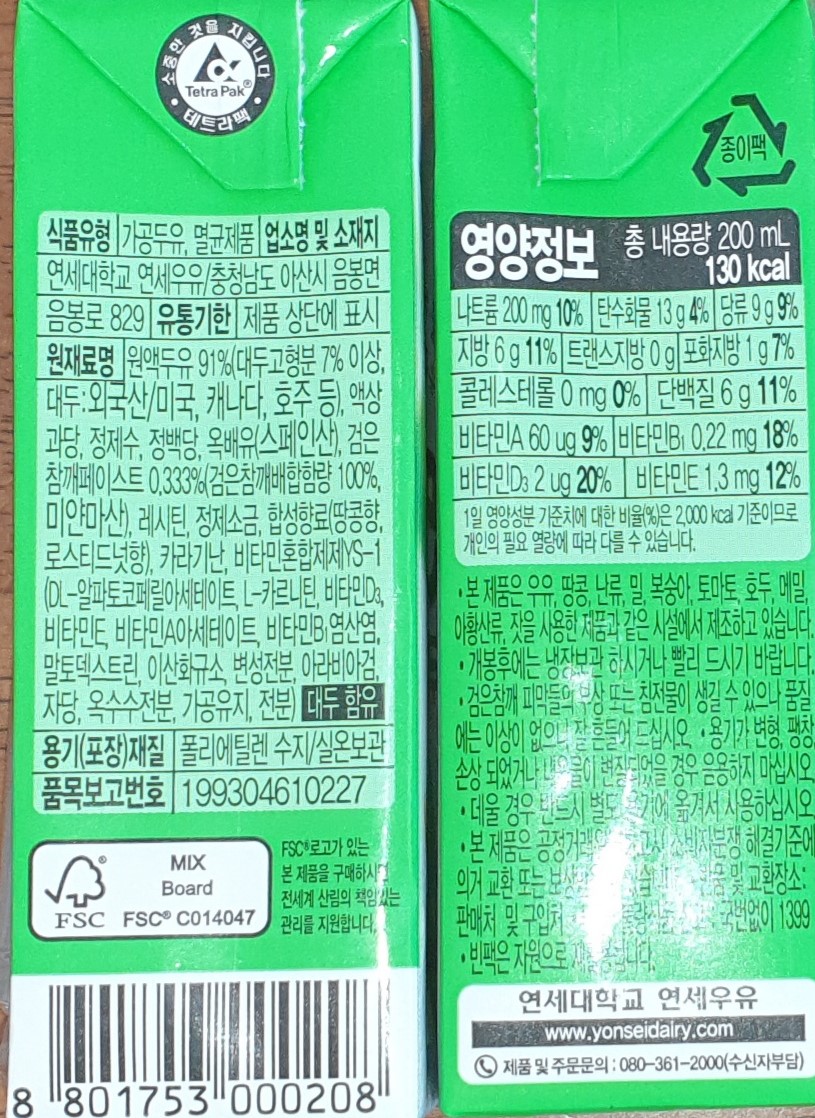 소중한 것을 지킵니다
Tetra Pak®
테트라팩
식품유형 가공두유, 멸균제품 업소명 및 소재지
연세대학교 연세우유/충청남도 아산시 음봉면
음봉로 829 유통기한 제품 상단에 표시
원재료명 원액두유 91%(대두고형분 7% 이상,
대두:외국산/미국, 캐나다, 호주 등), 액상
과당, 정제수, 정백당, 옥배유(스페인산), 검은
참깨페이스트 0.333%(검은참깨배합함량 100%,
미얀마산), 레시틴, 정제소금, 합성향료(땅콩향,
로스티드넛향), 카라기난, 비타민혼합제제YS-1
(DL-알파토코페릴아세테이트, L-카르니틴, 비타민D₃,
비타민E, 비타민A아세테이트, 비타민B₁염산염,
말토덱스트린, 이산화규소, 변성전분, 아라비아검,
자당, 옥수수전분, 가공유지, 전분) 대두 함유
용기(포장)재질 폴리에틸렌 수지/실온보관
품목보고번호 199304610227
FSC
MIX
Board
FSC® C014047
FSC®로고가 있는
본 제품을 구매하시면
전세계 산림의 책임있는
관리를 지원합니다.
8 801753 000208
종이팩
영양정보 총 내용량 200 mL
130 kcal
나트륨 200 mg 10% 탄수화물 13 g 4% 당류 9 g 9%
지방 6 g 11% 트랜스지방 0 g 포화지방 1 g 7%
콜레스테롤 0 mg 0% 단백질 6 g 11%
비타민A 60 ug 9% 비타민B₁ 0.22 mg 18%
비타민D₃ 2 ug 20% 비타민E 1.3 mg 12%
1일 영양성분 기준치에 대한 비율(%)은 2,000 kcal 기준이므로
개인의 필요 열량에 따라 다를 수 있습니다.
• 본 제품은 우유, 땅콩, 난류, 밀, 복숭아, 토마토, 호두, 메밀,
아황산류, 잣을 사용한 제품과 같은 시설에서 제조하고 있습니다.
• 개봉후에는 냉장보관 하시거나 빨리 드시기 바랍니다.
• 검은참깨 피막들의 부상 또는 침전물이 생길 수 있으나 품질
에는 이상이 없으니 잘 흔들어 드십시오. • 용기가 변형, 팽창,
손상 되었거나 내용물이 변질되었을 경우 음용하지 마십시오.
• 데울 경우 반드시 별도 용기에 옮겨서 사용하십시오.
• 본 제품은 공정거래위 고시 소비자분쟁 해결기준에
의거 교환 또는 보상 반품 및 교환장소:
판매처 및 구입처 국번없이 1399
• 빈팩은 자원으로 재활용됩니다.
연세대학교 연세우유
www.yonseidairy.com
제품 및 주문문의 : 080-361-2000(수신자부담)